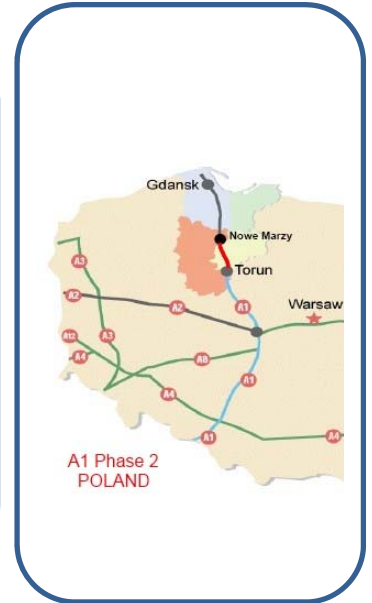 Gdansk
Nowe Marzy
Torun
A3
A1
A2
A2
Warsaw
A12
A3
A4
A8
A1
A4
A1
A4
A1 Phase 2
POLAND